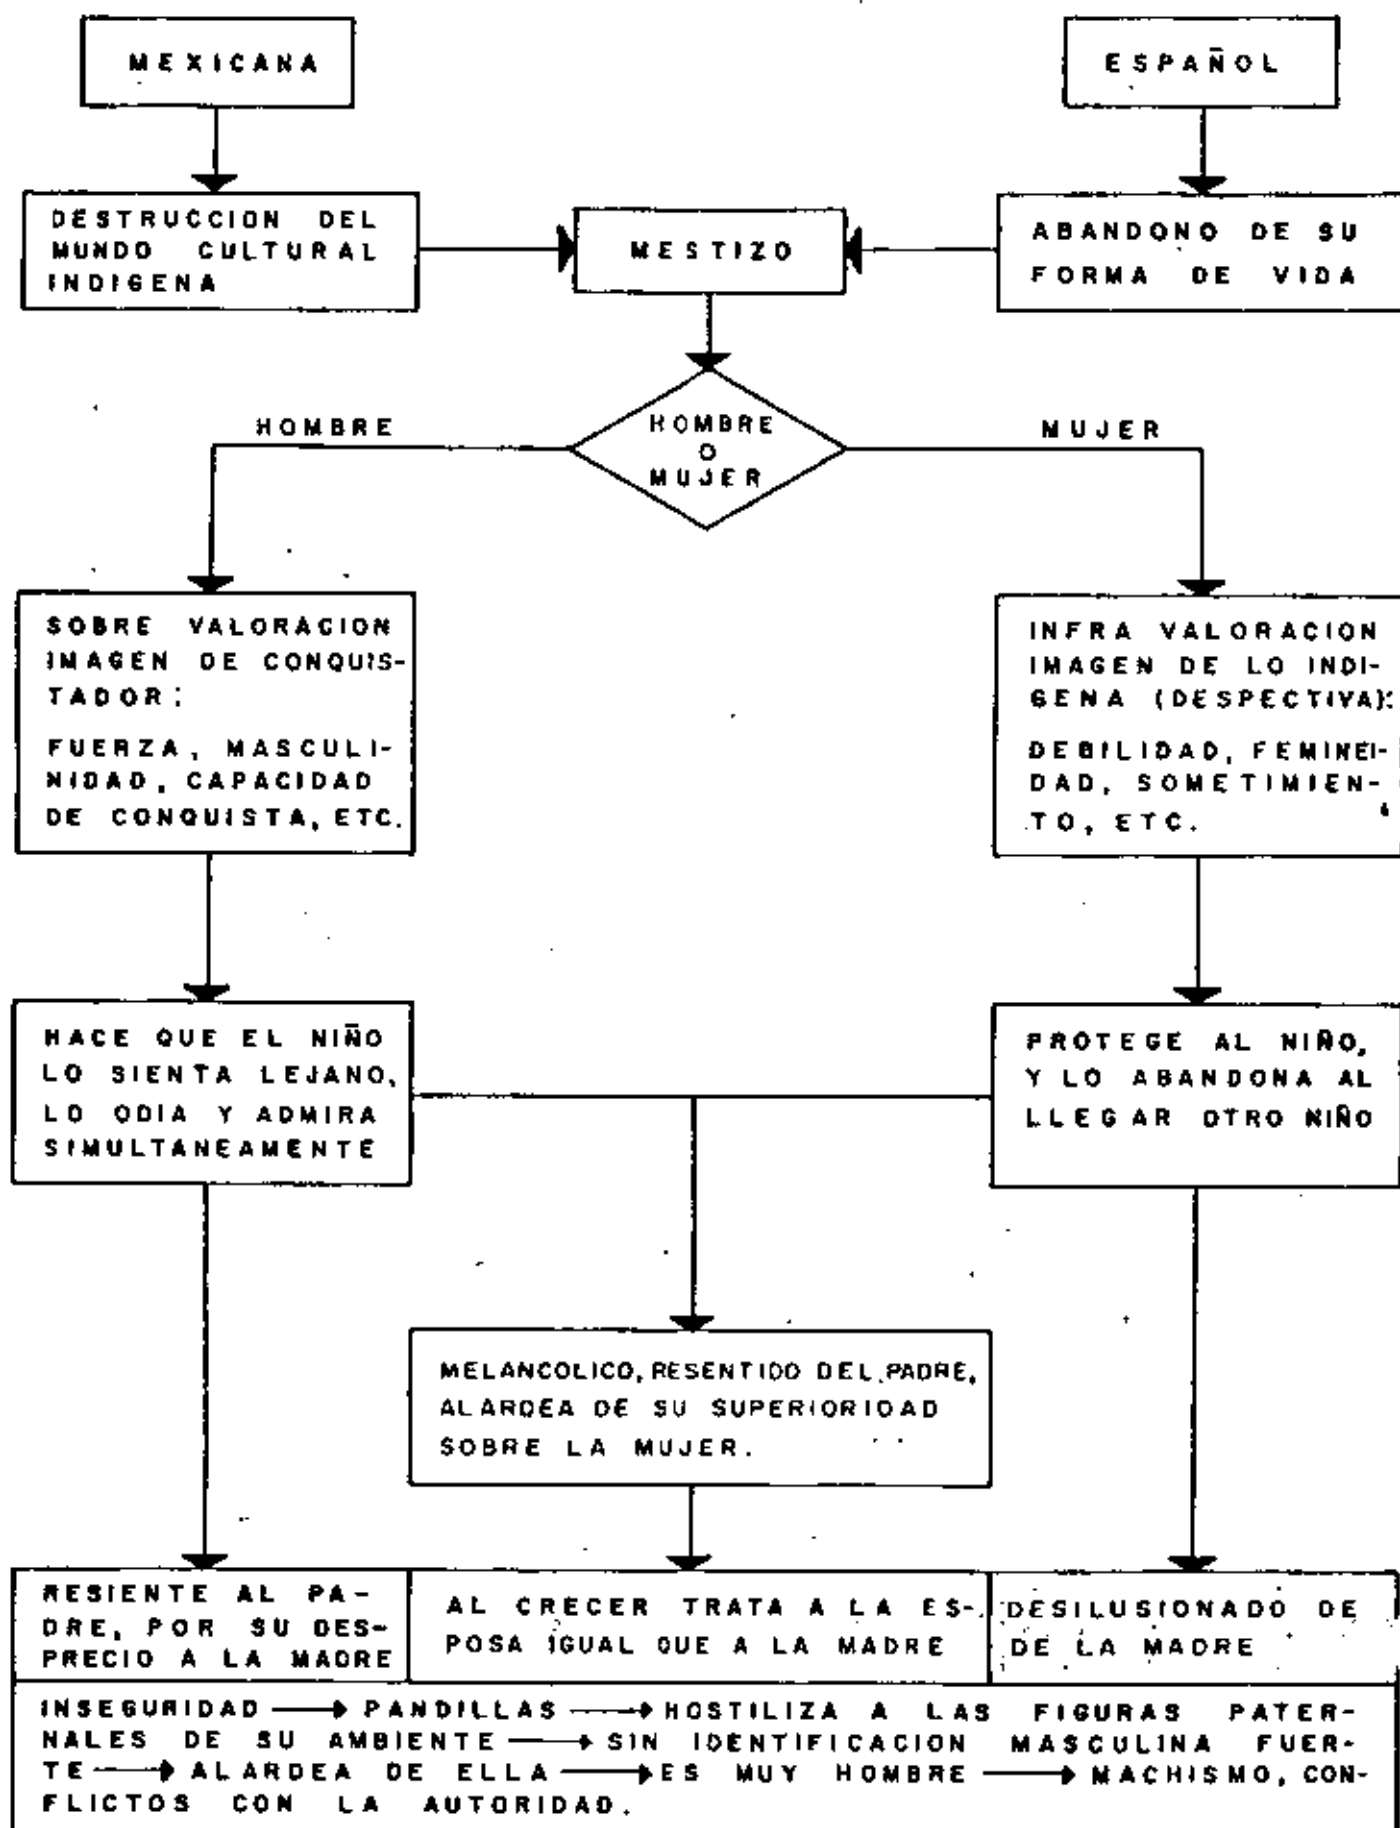 MEXICANA
ESPAÑOL
DESTRUCCION DEL
MUNDO CULTURAL
INDIGENA
MESTIZO
ABANDONO DE SU
FORMA DE VIDA
HOMBRE
HOMBRE
O
MUJER
MUJER
SOBRE VALORACION
IMAGEN DE CONQUIS-
TADOR:
FUERZA, MASCULI-
NIDAD, CAPACIDAD
DE CONQUISTA, ETC.
INFRA VALORACION
IMAGEN DE LO INDI-
GENA (DESPECTIVA):
DEBILIDAD, FEMINEI-
DAD, SOMETIMIEN-
TO, ETC.
HACE QUE EL NIÑO
LO SIENTA LEJANO,
LO ODIA Y ADMIRA
SIMULTANEAMENTE
PROTEGE AL NIÑO,
Y LO ABANDONA AL
LLEGAR OTRO NIÑO
MELANCOLICO, RESENTIDO DEL PADRE,
ALARDEA DE SU SUPERIORIDAD
SOBRE LA MUJER.
RESIENTE AL PA-
DRE, POR SU DES-
PRECIO A LA MADRE
AL CRECER TRATA A LA ES-
POSA IGUAL QUE A LA MADRE
DESILUSIONADO DE
DE LA MADRE
INSEGURIDAD → PANDILLAS → HOSTILIZA A LAS FIGURAS PATER-
NALES DE SU AMBIENTE → SIN IDENTIFICACION MASCULINA FUER-
TE → ALARDEA DE ELLA → ES MUY HOMBRE → MACHISMO, CON-
FLICTOS CON LA AUTORIDAD.